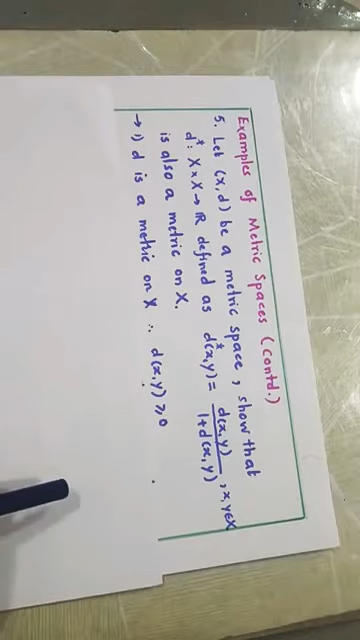 Examples of Metric Spaces (contd.)
5. Let (X,d) be a metric space, show that
d*: X×X→ℝ defined as d*(x,y) = d(x,y)/1+d(x,y), x,y∈X
is also a metric on X.
→ 1) d is a metric on X ∴ d(x,y) ≥ 0